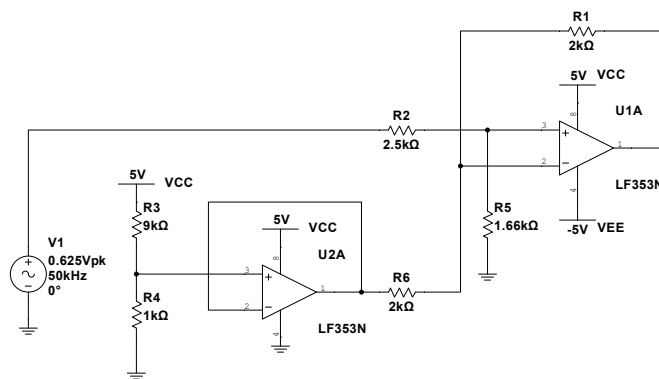 R1
2kΩ
5V VCC
U1A
R2
2.5kΩ
3
8
1
2
4
LF353N
-5V VEE
5V VCC
R3
9kΩ
R5
1.66kΩ
5V VCC
U2A
V1
0.625Vpk
50kHz
0°
3
8
1
2
4
R6
2kΩ
R4
1kΩ
LF353N